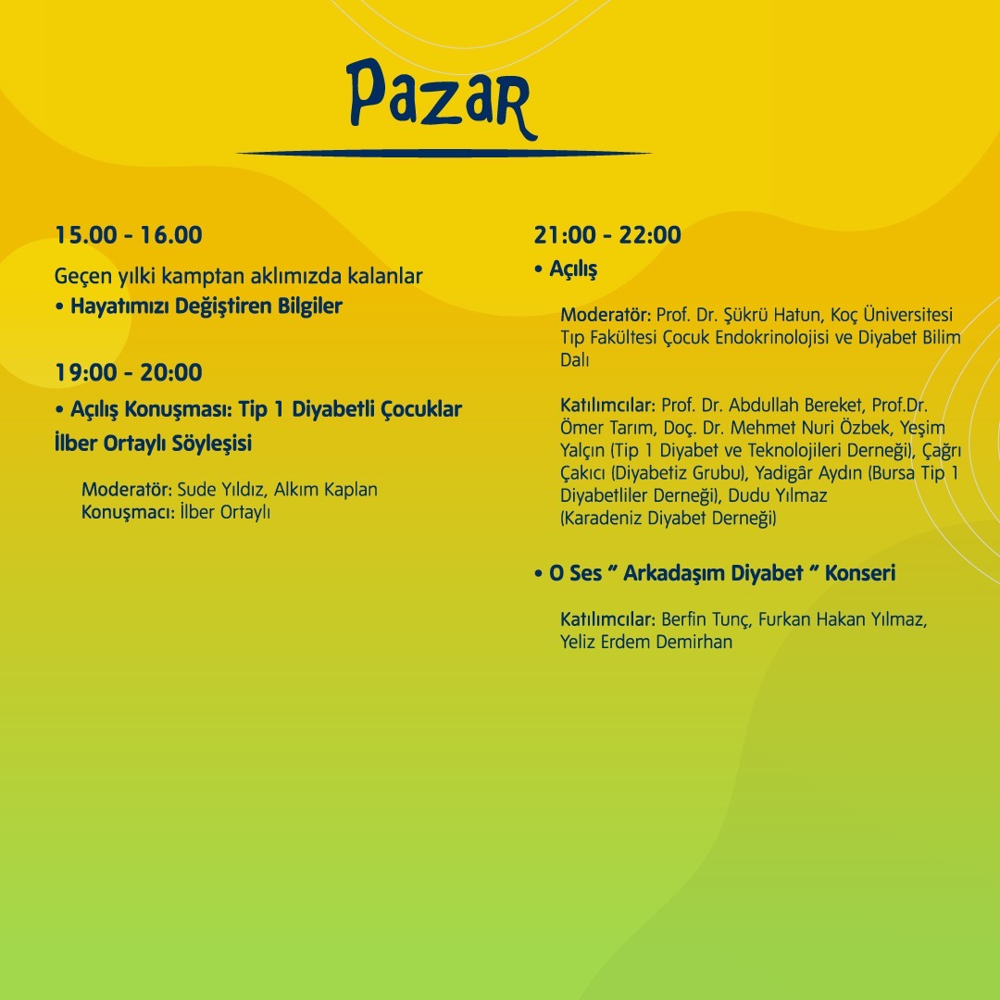 Pazar
15.00 - 16.00
Geçen yılki kamptan aklımızda kalanlar
• Hayatımızı Değiştiren Bilgiler
19:00 - 20:00
• Açılış Konuşması: Tip 1 Diyabetli Çocuklar
İlber Ortaylı Söyleşisi
Moderatör: Sude Yıldız, Alkım Kaplan
Konuşmacı: İlber Ortaylı
21:00 - 22:00
• Açılış
Moderatör: Prof. Dr. Şükrü Hatun, Koç Üniversitesi
Tıp Fakültesi Çocuk Endokrinolojisi ve Diyabet Bilim
Dalı
Katılımcılar: Prof. Dr. Abdullah Bereket, Prof.Dr.
Ömer Tarım, Doç. Dr. Mehmet Nuri Özbek, Yeşim
Yalçın (Tip 1 Diyabet ve Teknolojileri Derneği), Çağrı
Çakıcı (Diyabetiz Grubu), Yadigâr Aydın (Bursa Tip 1
Diyabetliler Derneği), Dudu Yılmaz
(Karadeniz Diyabet Derneği)
• O Ses “ Arkadaşım Diyabet “ Konseri
Katılımcılar: Berfin Tunç, Furkan Hakan Yılmaz,
Yeliz Erdem Demirhan